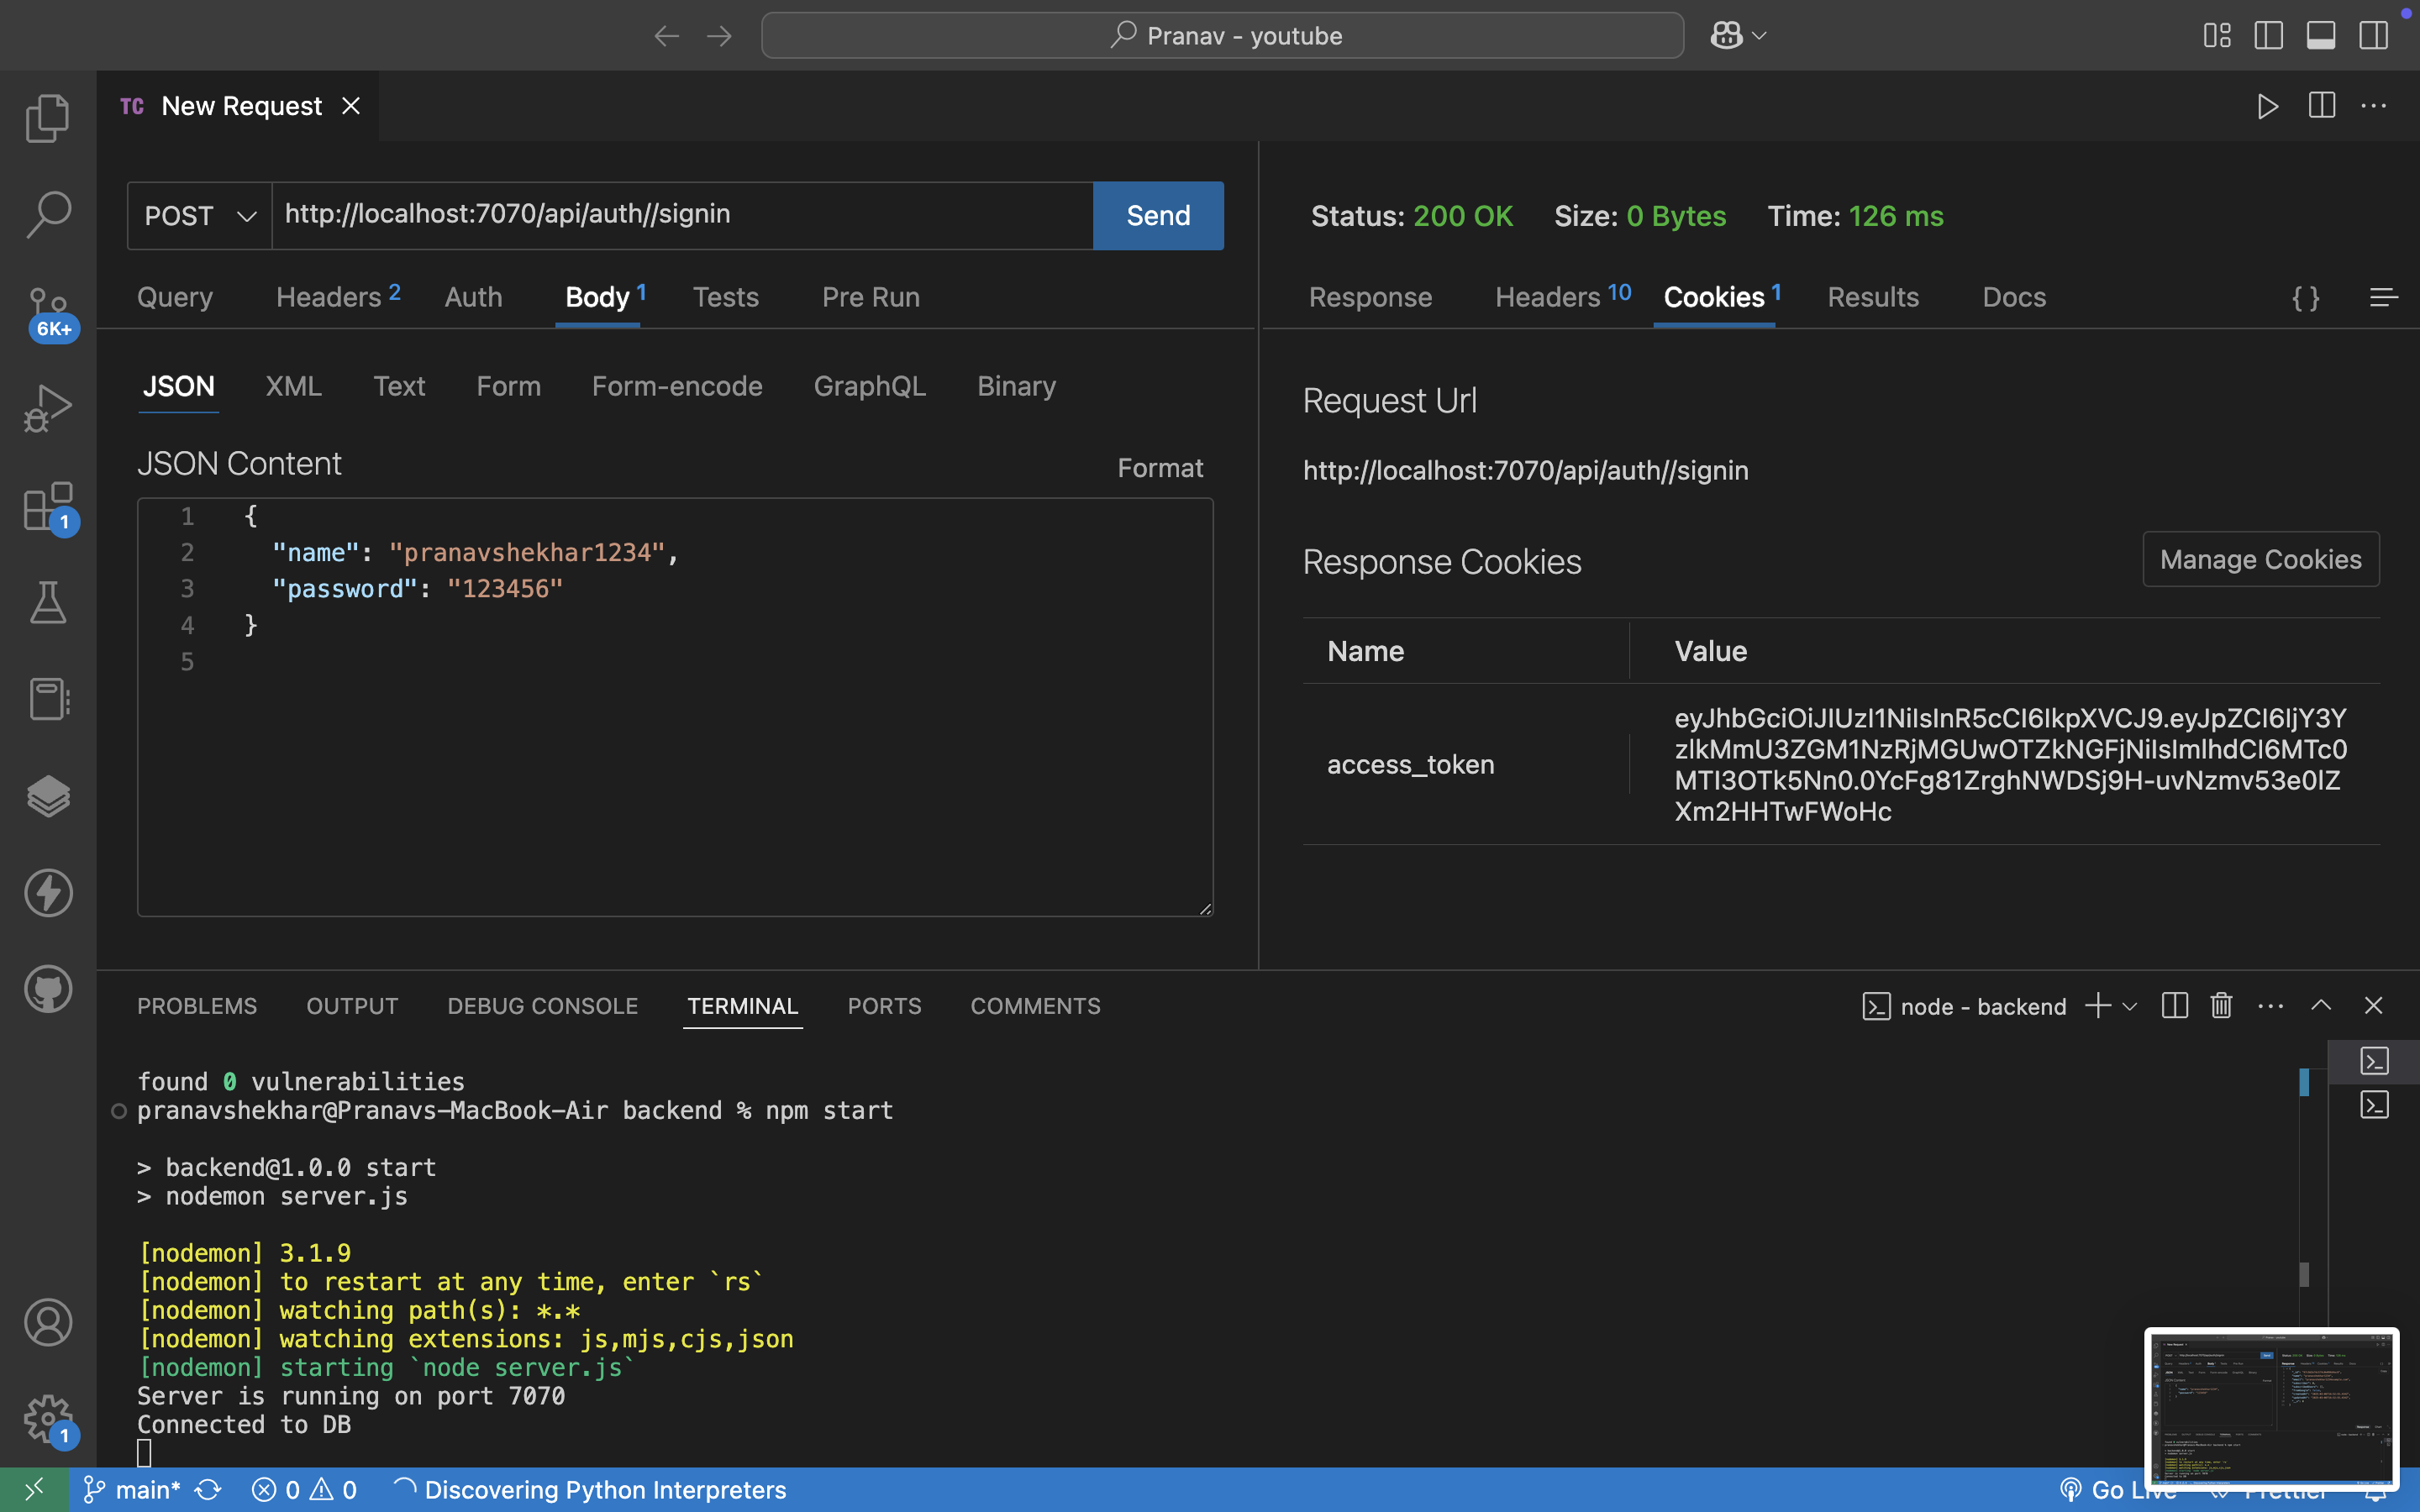 Pranav - youtube
TC New Request
POST http://localhost:7070/api/auth//signin Send
Status: 200 OK Size: 0 Bytes Time: 126 ms
Query Headers 2 Auth Body 1 Tests Pre Run
Response Headers 10 Cookies 1 Results Docs { }
6K+
JSON XML Text Form Form-encode GraphQL Binary
Request Url
JSON Content Format
http://localhost:7070/api/auth//signin
1 {
2 "name": "pranavshekhar1234",
3 "password": "123456"
4 }
5
1
Response Cookies Manage Cookies
Name Value
access_token
eyJhbGciOiJIUzI1NiIsInR5cCI6IkpXVCJ9.eyJpZCI6IjY3Y
zlkMmU3ZGM1NzRjMGUwOTZkNGFjNiIsImlhdCI6MTc0
MTI3OTk5Nn0.0YcFg81ZrghNWDSj9H-uvNzmv53e0lZ
Xm2HHTwFWoHc
PROBLEMS OUTPUT DEBUG CONSOLE TERMINAL PORTS COMMENTS
node - backend
found 0 vulnerabilities
pranavshekhar@Pranavs-MacBook-Air backend % npm start
> backend@1.0.0 start
> nodemon server.js
[nodemon] 3.1.9
[nodemon] to restart at any time, enter `rs`
[nodemon] watching path(s): *.*
[nodemon] watching extensions: js,mjs,cjs,json
[nodemon] starting `node server.js`
Server is running on port 7070
Connected to DB
1
main* 0 0 Discovering Python Interpreters
Go Live Prettier